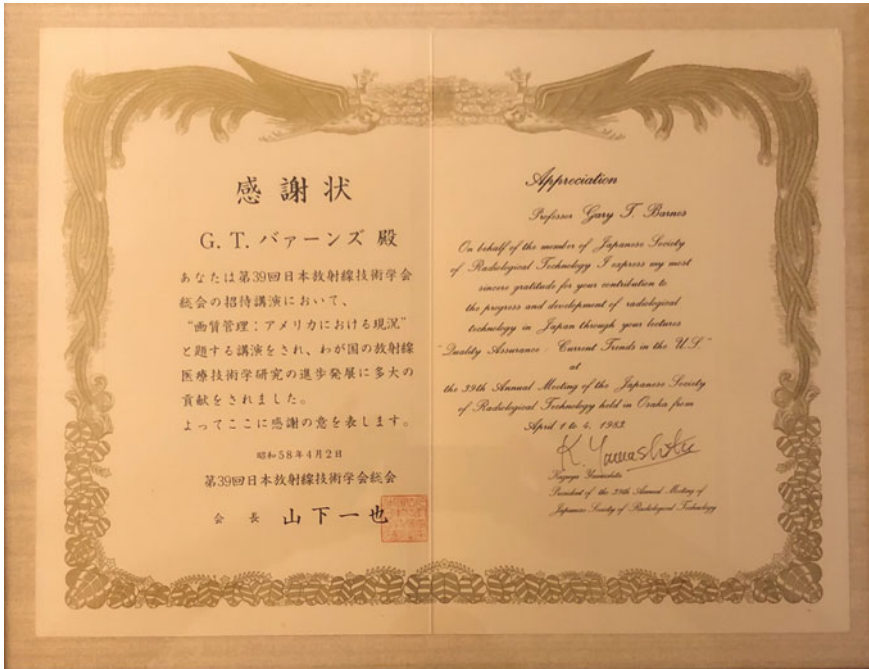 感謝状
G. T. バァーンズ 殿
あなたは第39回日本放射線技術学会
総会の招待講演において、
“画質管理：アメリカにおける現況”
と題する講演をされ、わが国の放射線
医療技術学研究の進歩発展に多大の
貢献をされました。
よってここに感謝の意を表します。
昭和58年4月2日
第39回日本放射線技術学会総会
会 長 山下一也
Appreciation
Professor Gary T. Barnes
On behalf of the member of Japanese Society
of Radiological Technology I express my most
sincere gratitude for your contribution to
the progress and development of radiological
technology in Japan through your lectures
"Quality Assurance : Current Trends in the U.S."
at
the 39th Annual Meeting of the Japanese Society
of Radiological Technology held in Osaka from
April 1 to 4, 1983
K. Yamashita
Yamashita
President of the 39th Annual Meeting of
Japanese Society of Radiological Technology